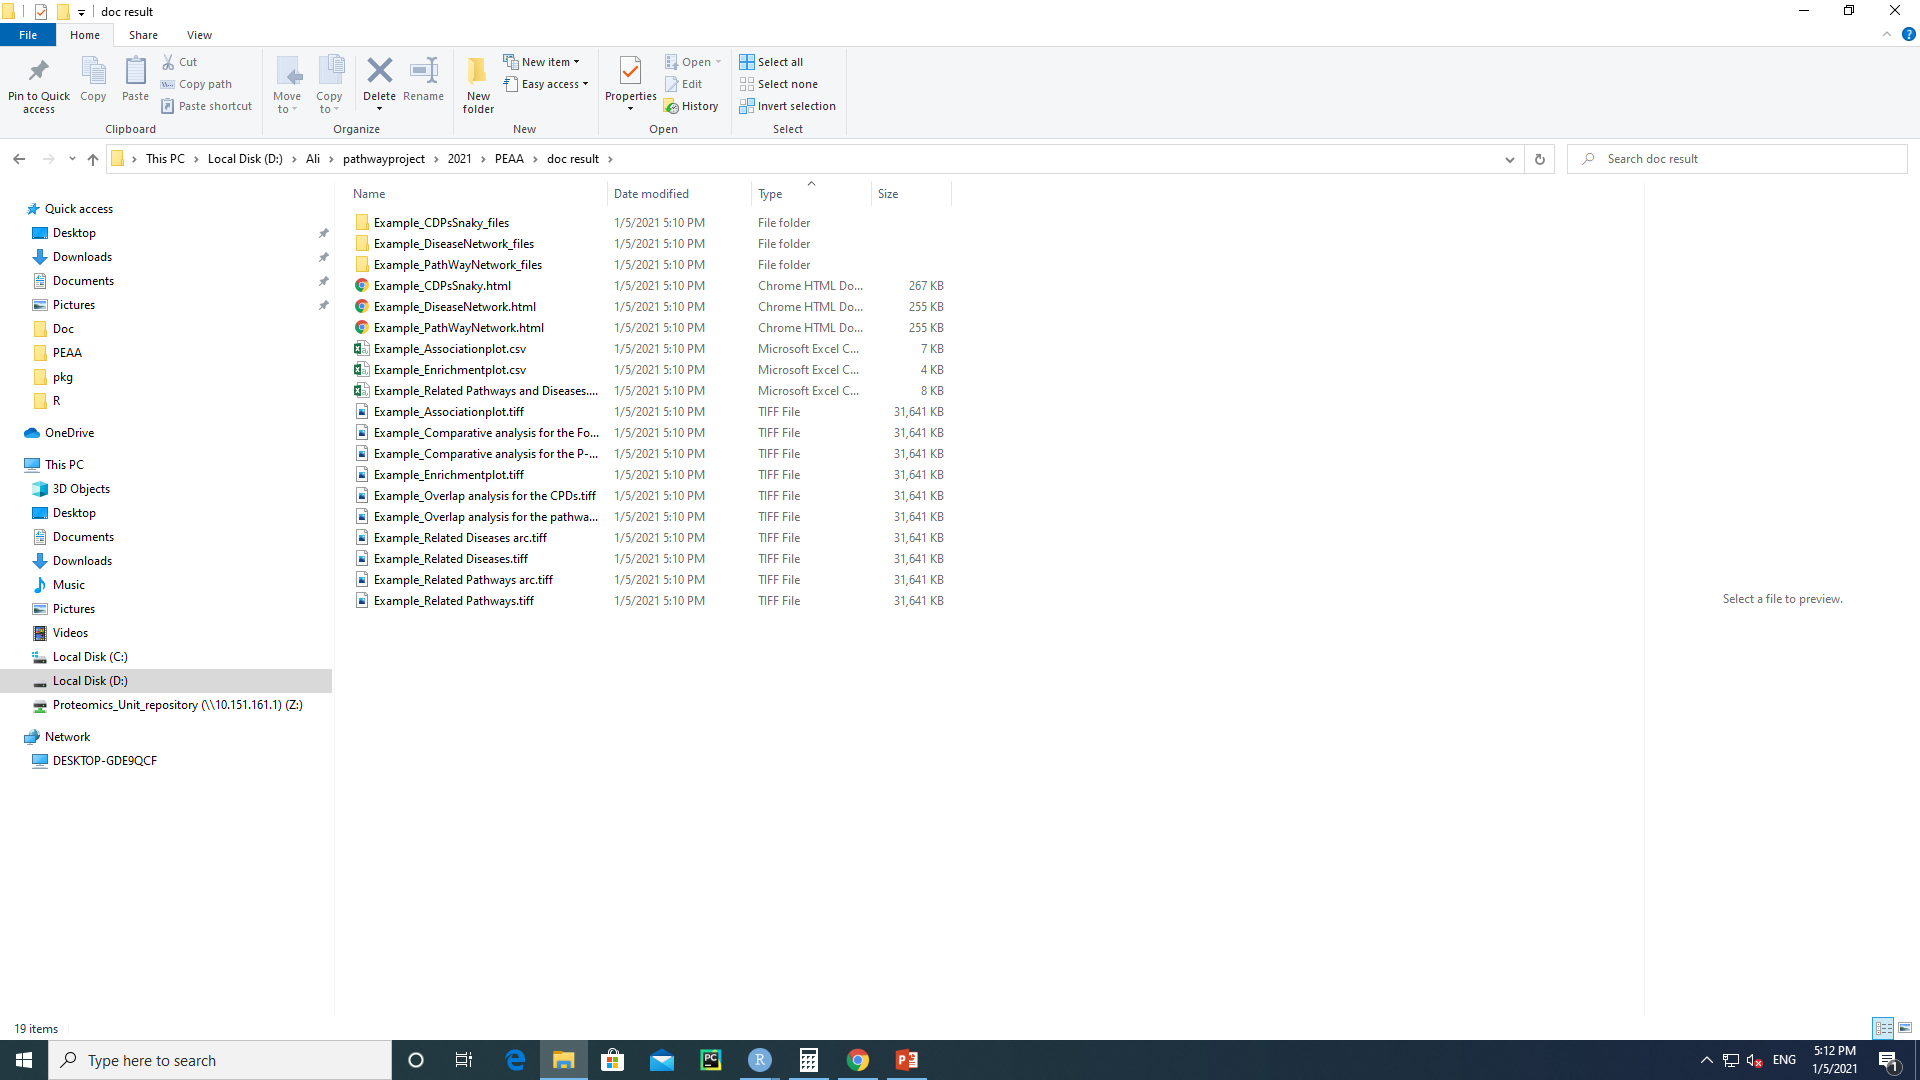 doc result
File Home Share View
Pin to Quick access
Copy
Paste
Cut
Copy path
Paste shortcut
Clipboard
Move to
Copy to
Delete
Rename
Organize
New folder
New item
Easy access
New
Properties
Open
Edit
History
Open
Select all
Select none
Invert selection
Select
This PC > Local Disk (D:) > Ali > pathwayproject > 2021 > PEAA > doc result >
Search doc result
Quick access
Desktop
Downloads
Documents
Pictures
Doc
PEAA
pkg
R
OneDrive
This PC
3D Objects
Desktop
Documents
Downloads
Music
Pictures
Videos
Local Disk (C:)
Local Disk (D:)
Proteomics_Unit_repository (\\10.151.161.1) (Z:)
Network
DESKTOP-GDE9QCF
Name Date modified Type Size
Example_CDPsSnaky_files 1/5/2021 5:10 PM File folder
Example_DiseaseNetwork_files 1/5/2021 5:10 PM File folder
Example_PathWayNetwork_files 1/5/2021 5:10 PM File folder
Example_CDPsSnaky.html 1/5/2021 5:10 PM Chrome HTML Do... 267 KB
Example_DiseaseNetwork.html 1/5/2021 5:10 PM Chrome HTML Do... 255 KB
Example_PathWayNetwork.html 1/5/2021 5:10 PM Chrome HTML Do... 255 KB
Example_Associationplot.csv 1/5/2021 5:10 PM Microsoft Excel C... 7 KB
Example_Enrichmentplot.csv 1/5/2021 5:10 PM Microsoft Excel C... 4 KB
Example_Related Pathways and Diseases.... 1/5/2021 5:10 PM Microsoft Excel C... 8 KB
Example_Associationplot.tiff 1/5/2021 5:10 PM TIFF File 31,641 KB
Example_Comparative analysis for the Fo... 1/5/2021 5:10 PM TIFF File 31,641 KB
Example_Comparative analysis for the P-... 1/5/2021 5:10 PM TIFF File 31,641 KB
Example_Enrichmentplot.tiff 1/5/2021 5:10 PM TIFF File 31,641 KB
Example_Overlap analysis for the CPDs.tiff 1/5/2021 5:10 PM TIFF File 31,641 KB
Example_Overlap analysis for the pathwa... 1/5/2021 5:10 PM TIFF File 31,641 KB
Example_Related Diseases arc.tiff 1/5/2021 5:10 PM TIFF File 31,641 KB
Example_Related Diseases.tiff 1/5/2021 5:10 PM TIFF File 31,641 KB
Example_Related Pathways arc.tiff 1/5/2021 5:10 PM TIFF File 31,641 KB
Example_Related Pathways.tiff 1/5/2021 5:10 PM TIFF File 31,641 KB
Select a file to preview.
19 items
Type here to search
PC
R
ENG
5:12 PM
1/5/2021
1